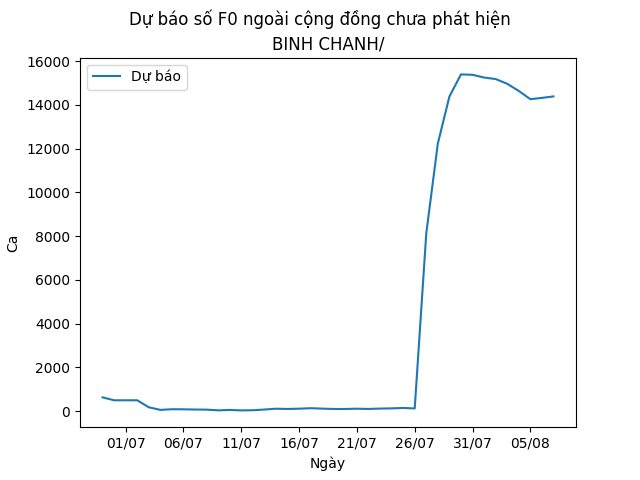 Dự báo số F0 ngoài cộng đồng chưa phát hiện
BINH CHANH/
Dự báo
Ca
16000
14000
12000
10000
8000
6000
4000
2000
0
01/07 06/07 11/07 16/07 21/07 26/07 31/07 05/08
Ngày